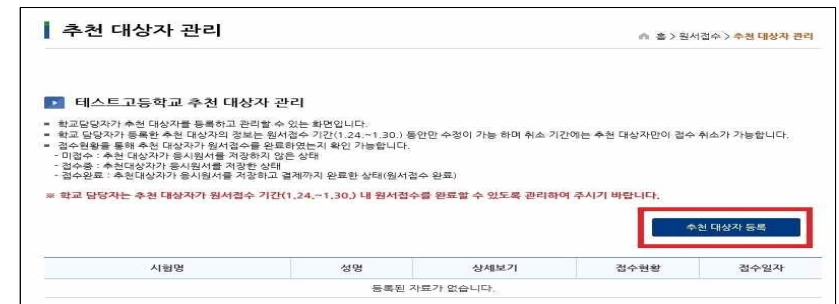 추천 대상자 관리
홈 > 원서접수 > 추천 대상자 관리
테스트고등학교 추천 대상자 관리
학교담당자가 추천 대상자를 등록하고 관리할 수 있는 화면입니다.
학교 담당자가 등록한 추천 대상자의 정보는 원서접수 기간(1.24.~1.30.) 동안만 수정이 가능 하며 취소 기간에는 추천 대상자만이 접수 취소가 가능합니다.
접수현황을 통해 추천 대상자가 원서접수를 완료하였는지 확인 가능합니다.
- 미접수 : 추천 대상자가 응시원서를 저장하지 않은 상태
- 접수중 : 추천대상자가 응시원서를 저장한 상태
- 접수완료 : 추천대상자가 응시원서를 저장하고 결제까지 완료한 상태(원서접수 완료)
※ 학교 담당자는 추천 대상자가 원서접수 기간(1.24.~1.30.) 내 원서접수를 완료할 수 있도록 관리하여 주시기 바랍니다.
추천 대상자 등록
시험명 성명 상세보기 접수현황 접수일자
등록된 자료가 없습니다.